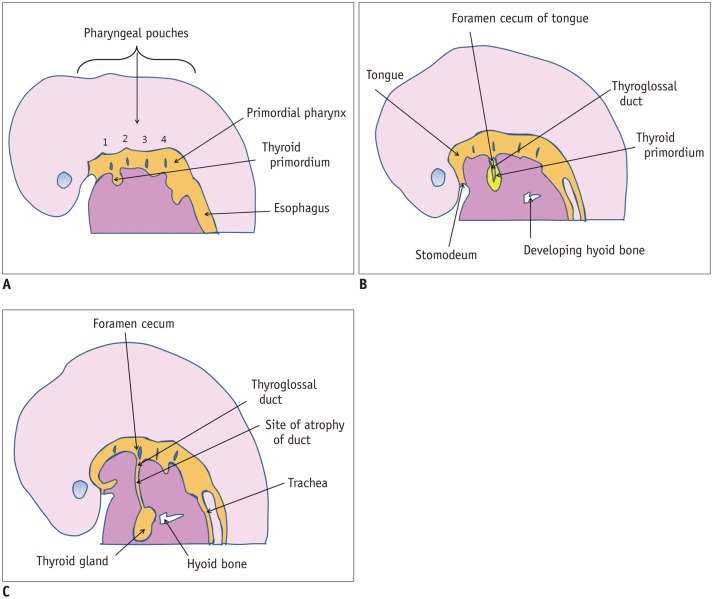 Pharyngeal pouches
1 2 3 4
Primordial pharynx
Thyroid
primordium
Esophagus
A
Foramen cecum of tongue
Tongue
Thyroglossal
duct
Thyroid
primordium
Developing hyoid bone
Stomodeum
B
Foramen cecum
Thyroglossal
duct
Site of atrophy
of duct
Trachea
Thyroid gland
Hyoid bone
C